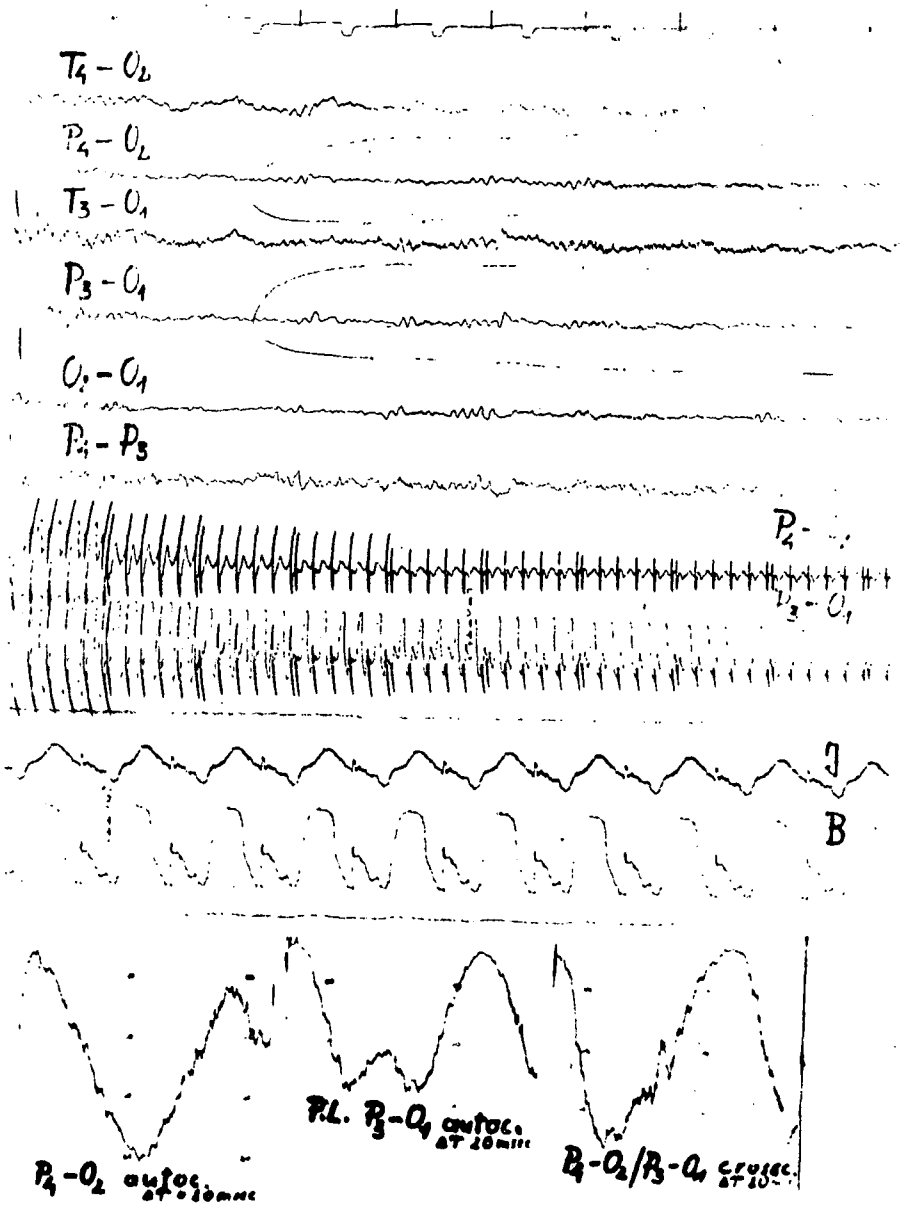 T4 - O2
P4 - O2
T3 - O1
P3 - O1
O2 - O1
P4 - P3
P4 -
P3 - O1
J
B
P4-O2 autoc.
P.L. P3-O1 autoc.
P4-O2/P3-O1 crosc.